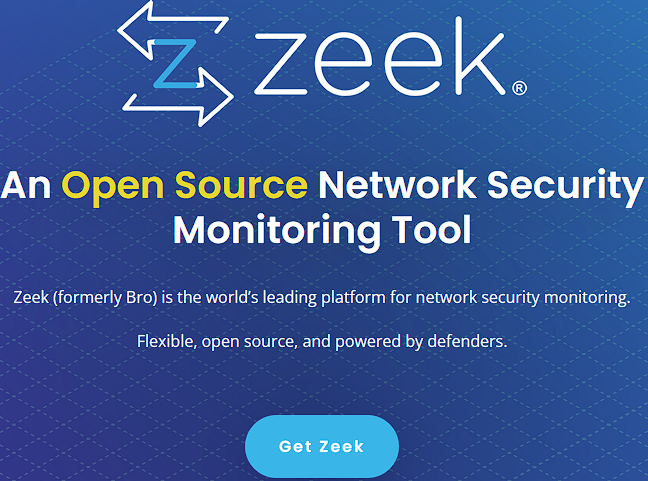 z zeek®
An Open Source Network Security
Monitoring Tool
Zeek (formerly Bro) is the world’s leading platform for network security monitoring.
Flexible, open source, and powered by defenders.
Get Zeek